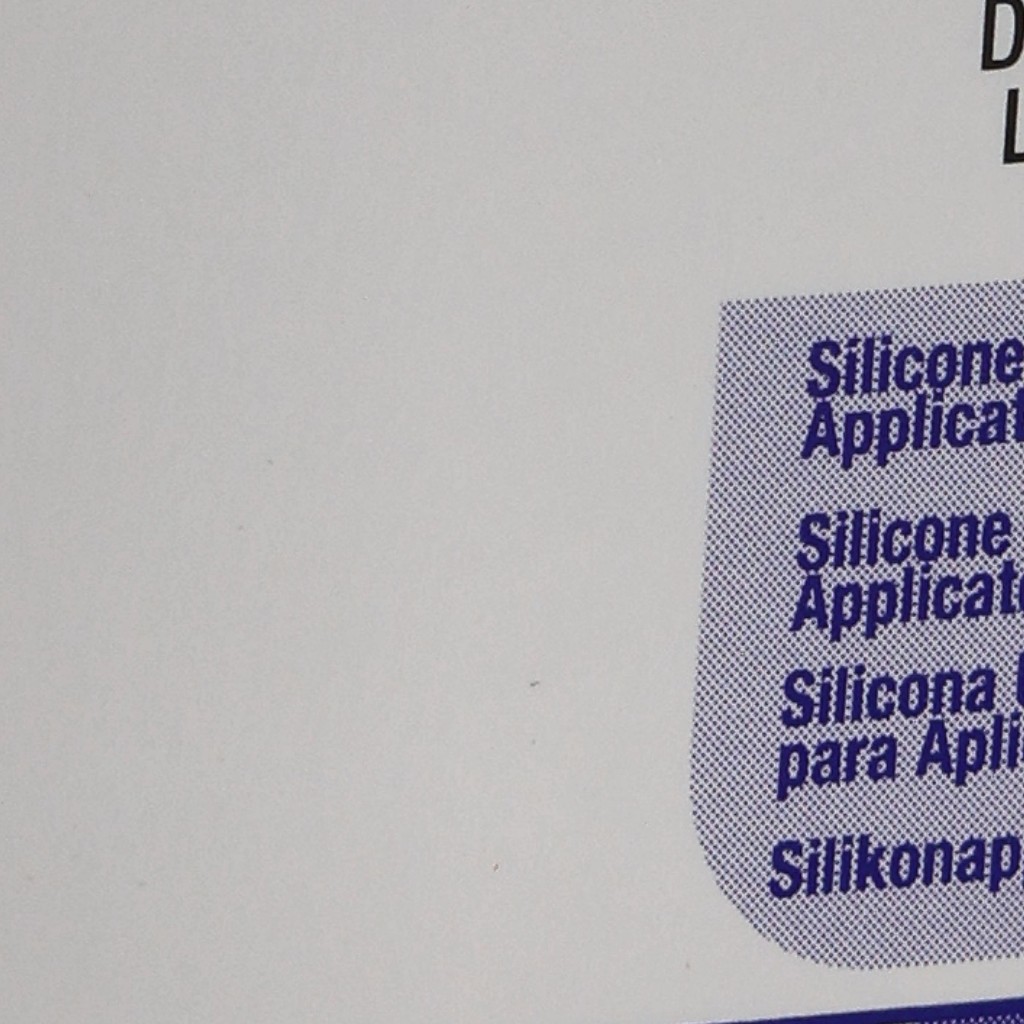 D
L
Silicone
Applicat
Silicone
Applicat
Silicona
para Apli
Silikonap